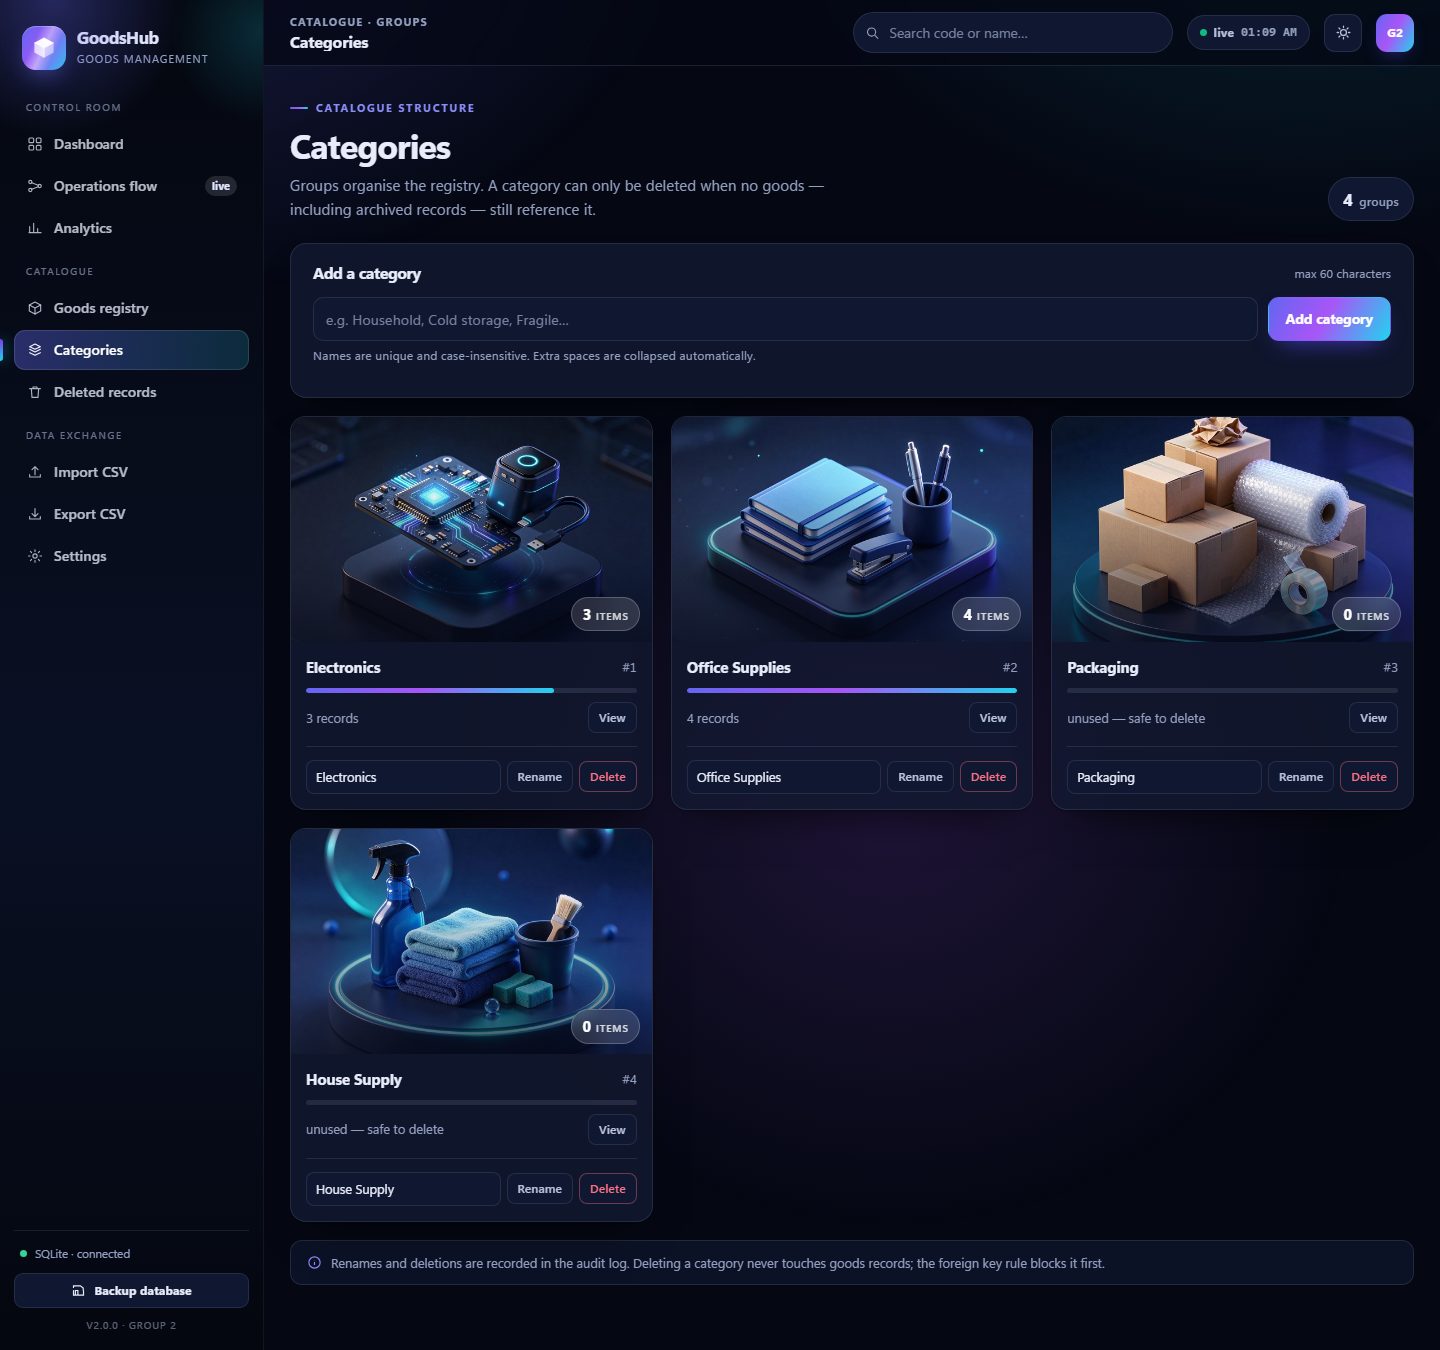 GoodsHub
GOODS MANAGEMENT
CONTROL ROOM
Dashboard
Operations flow live
Analytics
CATALOGUE
Goods registry
Categories
Deleted records
DATA EXCHANGE
Import CSV
Export CSV
Settings
SQLite · connected
Backup database
V2.0.0 · GROUP 2
CATALOGUE · GROUPS
Categories
Search code or name...
live 01:09 AM
G2
CATALOGUE STRUCTURE
Categories
Groups organise the registry. A category can only be deleted when no goods —
including archived records — still reference it.
4 groups
Add a category
max 60 characters
e.g. Household, Cold storage, Fragile...
Add category
Names are unique and case-insensitive. Extra spaces are collapsed automatically.
3 ITEMS
Electronics #1
3 records View
Electronics Rename Delete
4 ITEMS
Office Supplies #2
4 records View
Office Supplies Rename Delete
0 ITEMS
Packaging #3
unused — safe to delete View
Packaging Rename Delete
0 ITEMS
House Supply #4
unused — safe to delete View
House Supply Rename Delete
Renames and deletions are recorded in the audit log. Deleting a category never touches goods records; the foreign key rule blocks it first.